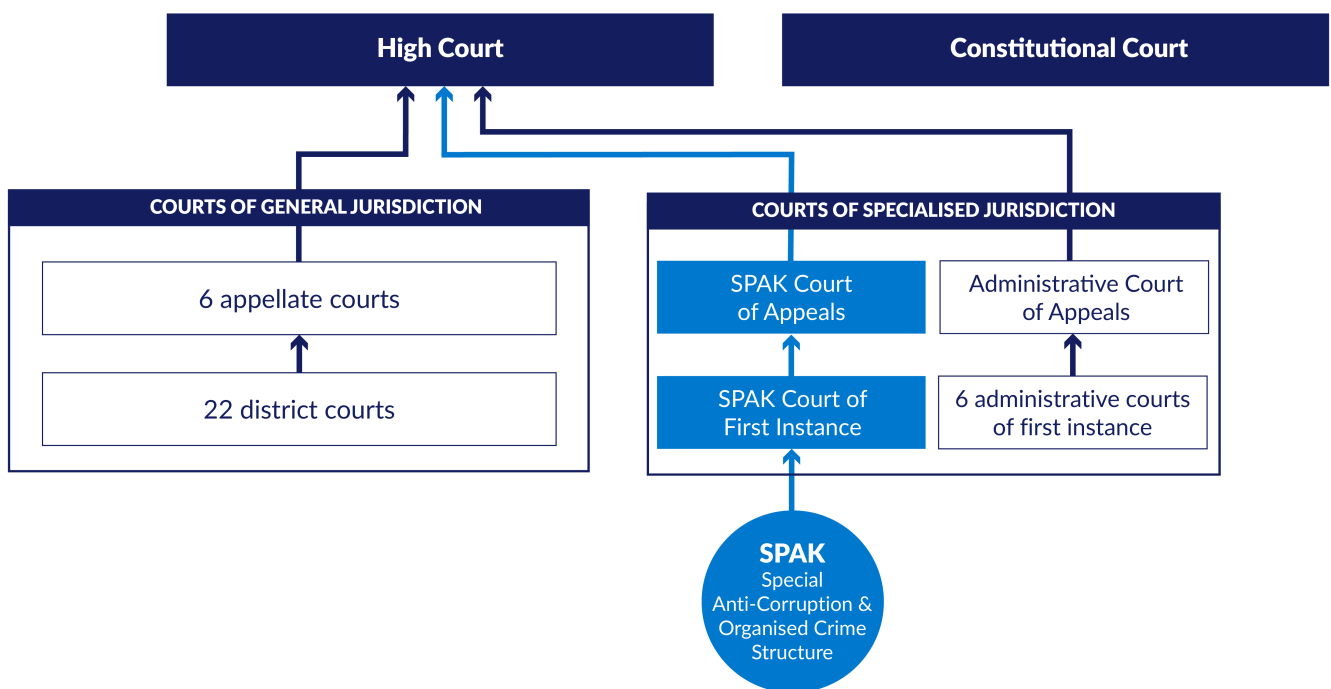 High Court
Constitutional Court
COURTS OF GENERAL JURISDICTION
6 appellate courts
22 district courts
COURTS OF SPECIALISED JURISDICTION
SPAK Court
of Appeals
Administrative Court
of Appeals
SPAK Court of
First Instance
6 administrative courts
of first instance
SPAK
Special
Anti-Corruption &
Organised Crime
Structure